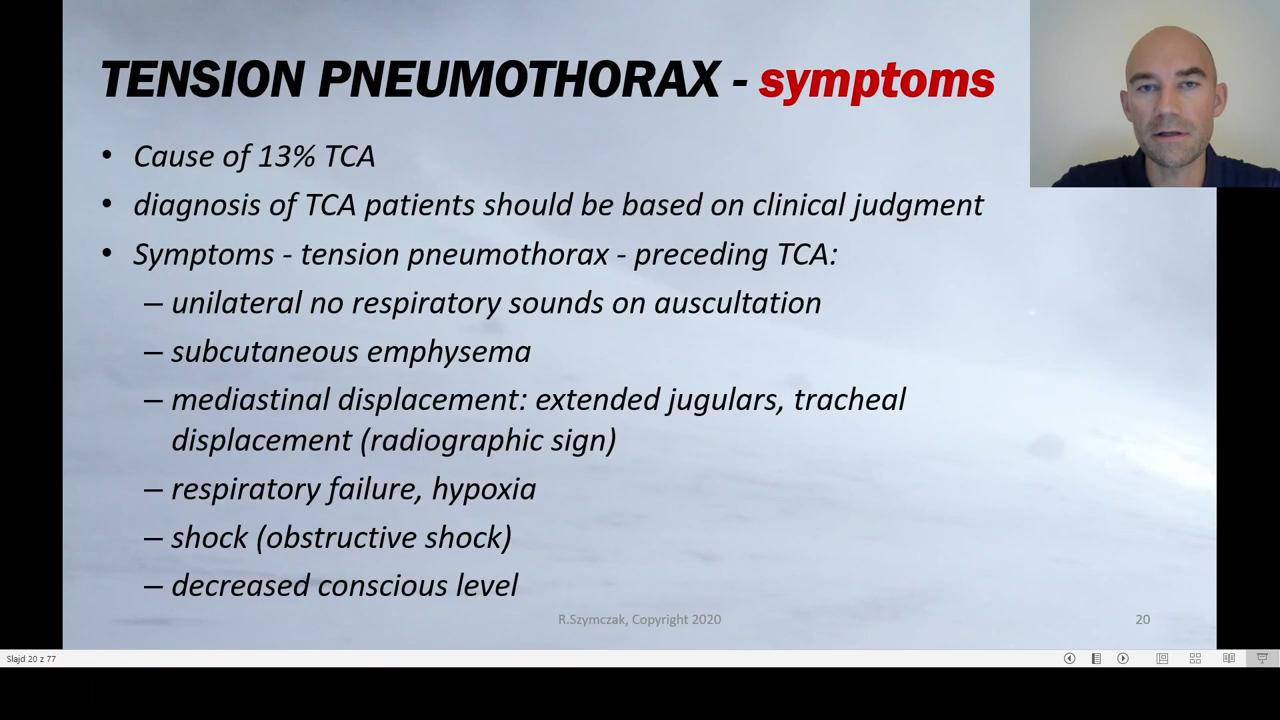 TENSION PNEUMOTHORAX - symptoms
• Cause of 13% TCA
• diagnosis of TCA patients should be based on clinical judgment
• Symptoms - tension pneumothorax - preceding TCA:
– unilateral no respiratory sounds on auscultation
– subcutaneous emphysema
– mediastinal displacement: extended jugulars, tracheal
displacement (radiographic sign)
– respiratory failure, hypoxia
– shock (obstructive shock)
– decreased conscious level
R.Szymczak, Copyright 2020
20
Slajd 20 z 77